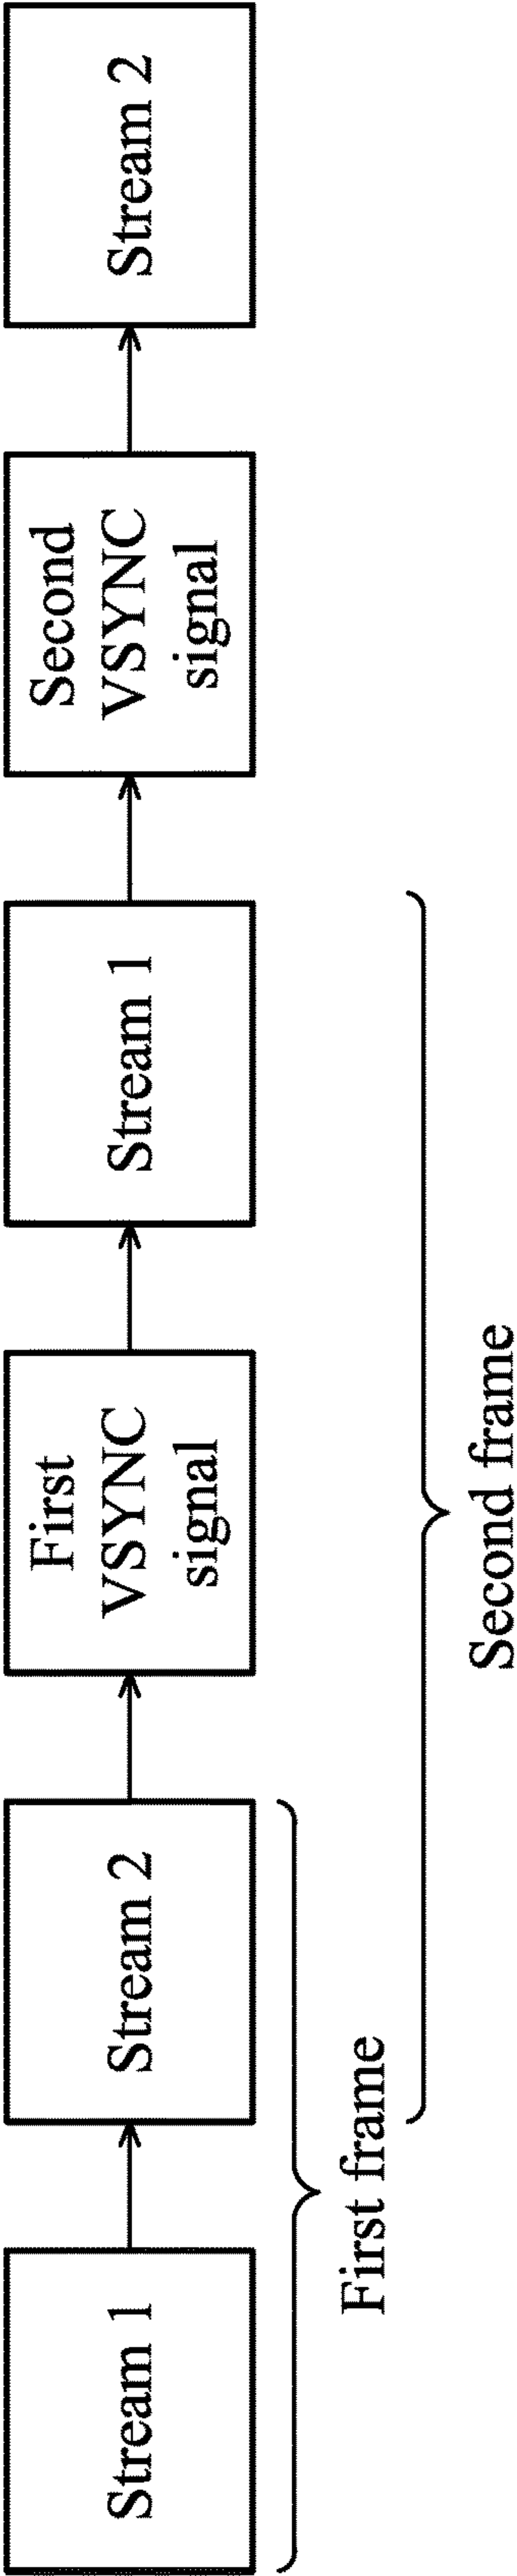 Stream 1
Stream 2
First
VSYNC
signal
Stream 1
Second
VSYNC
signal
Stream 2
First frame
Second frame